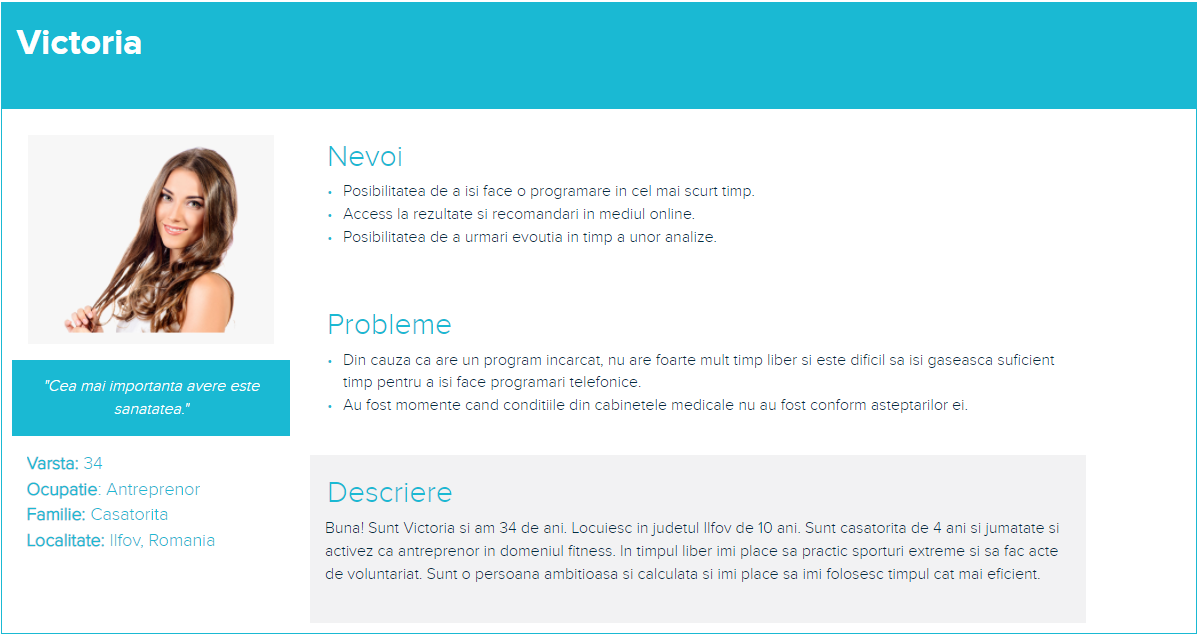 Victoria
Nevoi
• Posibilitatea de a isi face o programare in cel mai scurt timp.
• Access la rezultate si recomandari in mediul online.
• Posibilitatea de a urmari evoutia in timp a unor analize.
Probleme
• Din cauza ca are un program incarcat, nu are foarte mult timp liber si este dificil sa isi gaseasca suficient
timp pentru a isi face programari telefonice.
• Au fost momente cand conditiile din cabinetele medicale nu au fost conform asteptarilor ei.
"Cea mai importanta avere este
sanatatea."
Varsta: 34
Ocupatie: Antreprenor
Familie: Casatorita
Localitate: Ilfov, Romania
Descriere
Buna! Sunt Victoria si am 34 de ani. Locuiesc in judetul Ilfov de 10 ani. Sunt casatorita de 4 ani si jumatate si
activez ca antreprenor in domeniul fitness. In timpul liber imi place sa practic sporturi extreme si sa fac acte
de voluntariat. Sunt o persoana ambitioasa si calculata si imi place sa imi folosesc timpul cat mai eficient.